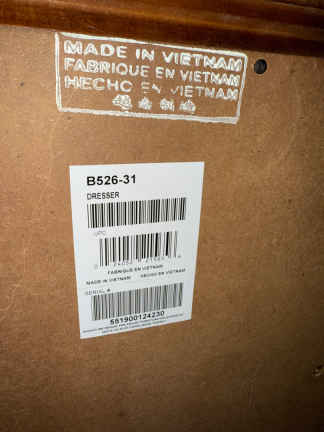 MADE IN VIETNAM
FABRIQUE EN VIETNAM
HECHO EN VIETNAM
B526-31
DRESSER
UPC
FABRIQUE EN VIETNAM
MADE IN VIETNAM HECHO EN VIETNAM
SERIAL #
551900124230